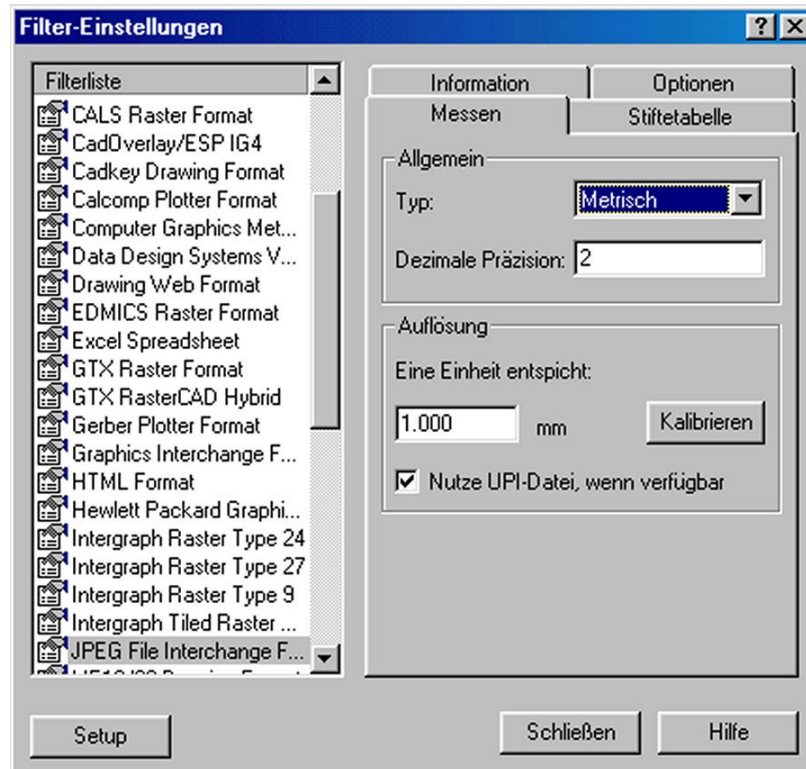 Filter-Einstellungen
Filterliste
CALS Raster Format
CadOverlay/ESP IG4
Cadkey Drawing Format
Calcomp Plotter Format
Computer Graphics Met...
Data Design Systems V...
Drawing Web Format
EDMICS Raster Format
Excel Spreadsheet
GTX Raster Format
GTX RasterCAD Hybrid
Gerber Plotter Format
Graphics Interchange F...
HTML Format
Hewlett Packard Graphi...
Intergraph Raster Type 24
Intergraph Raster Type 27
Intergraph Raster Type 9
Intergraph Tiled Raster ...
JPEG File Interchange F...
Information
Optionen
Messen
Stiftetabelle
Allgemein
Typ:
Metrisch
Dezimale Präzision:
2
Auflösung
Eine Einheit entspicht:
1.000
mm
Kalibrieren
Nutze UPI-Datei, wenn verfügbar
Setup
Schließen
Hilfe